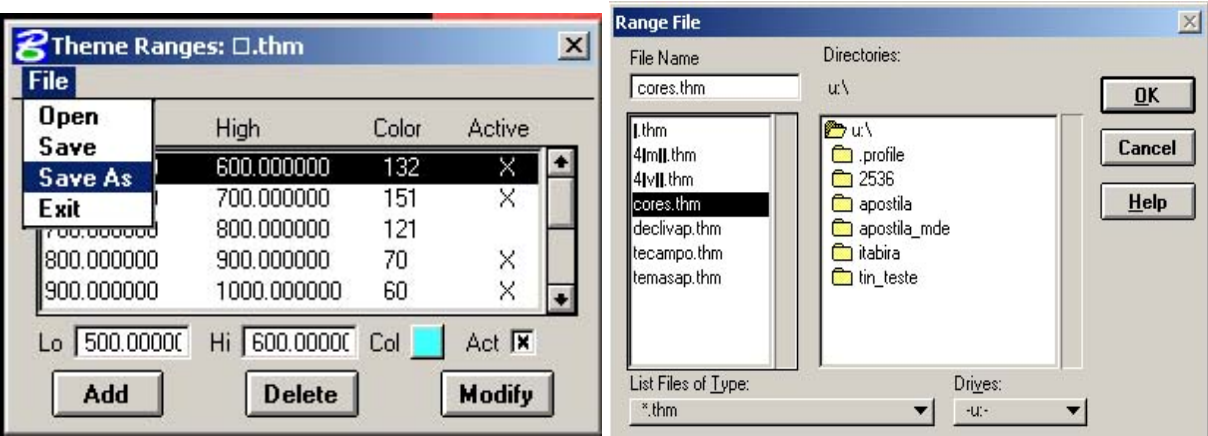 Theme Ranges: □.thm
File
Open
Save
Save As
Exit
High Color Active
600.000000 132 X
700.000000 151 X
700.000000 800.000000 121
800.000000 900.000000 70 X
900.000000 1000.000000 60 X
Lo 500.00000 Hi 600.00000 Col Act
Add Delete Modify
Range File
File Name
cores.thm
Directories:
u:\
OK
Cancel
Help
.thm
cores.thm
declivap.thm
tecampo.thm
temasap.thm
u:\
.profile
2536
apostila
apostila_mde
itabira
tin_teste
List Files of Type:
*.thm
Drives:
-u:-